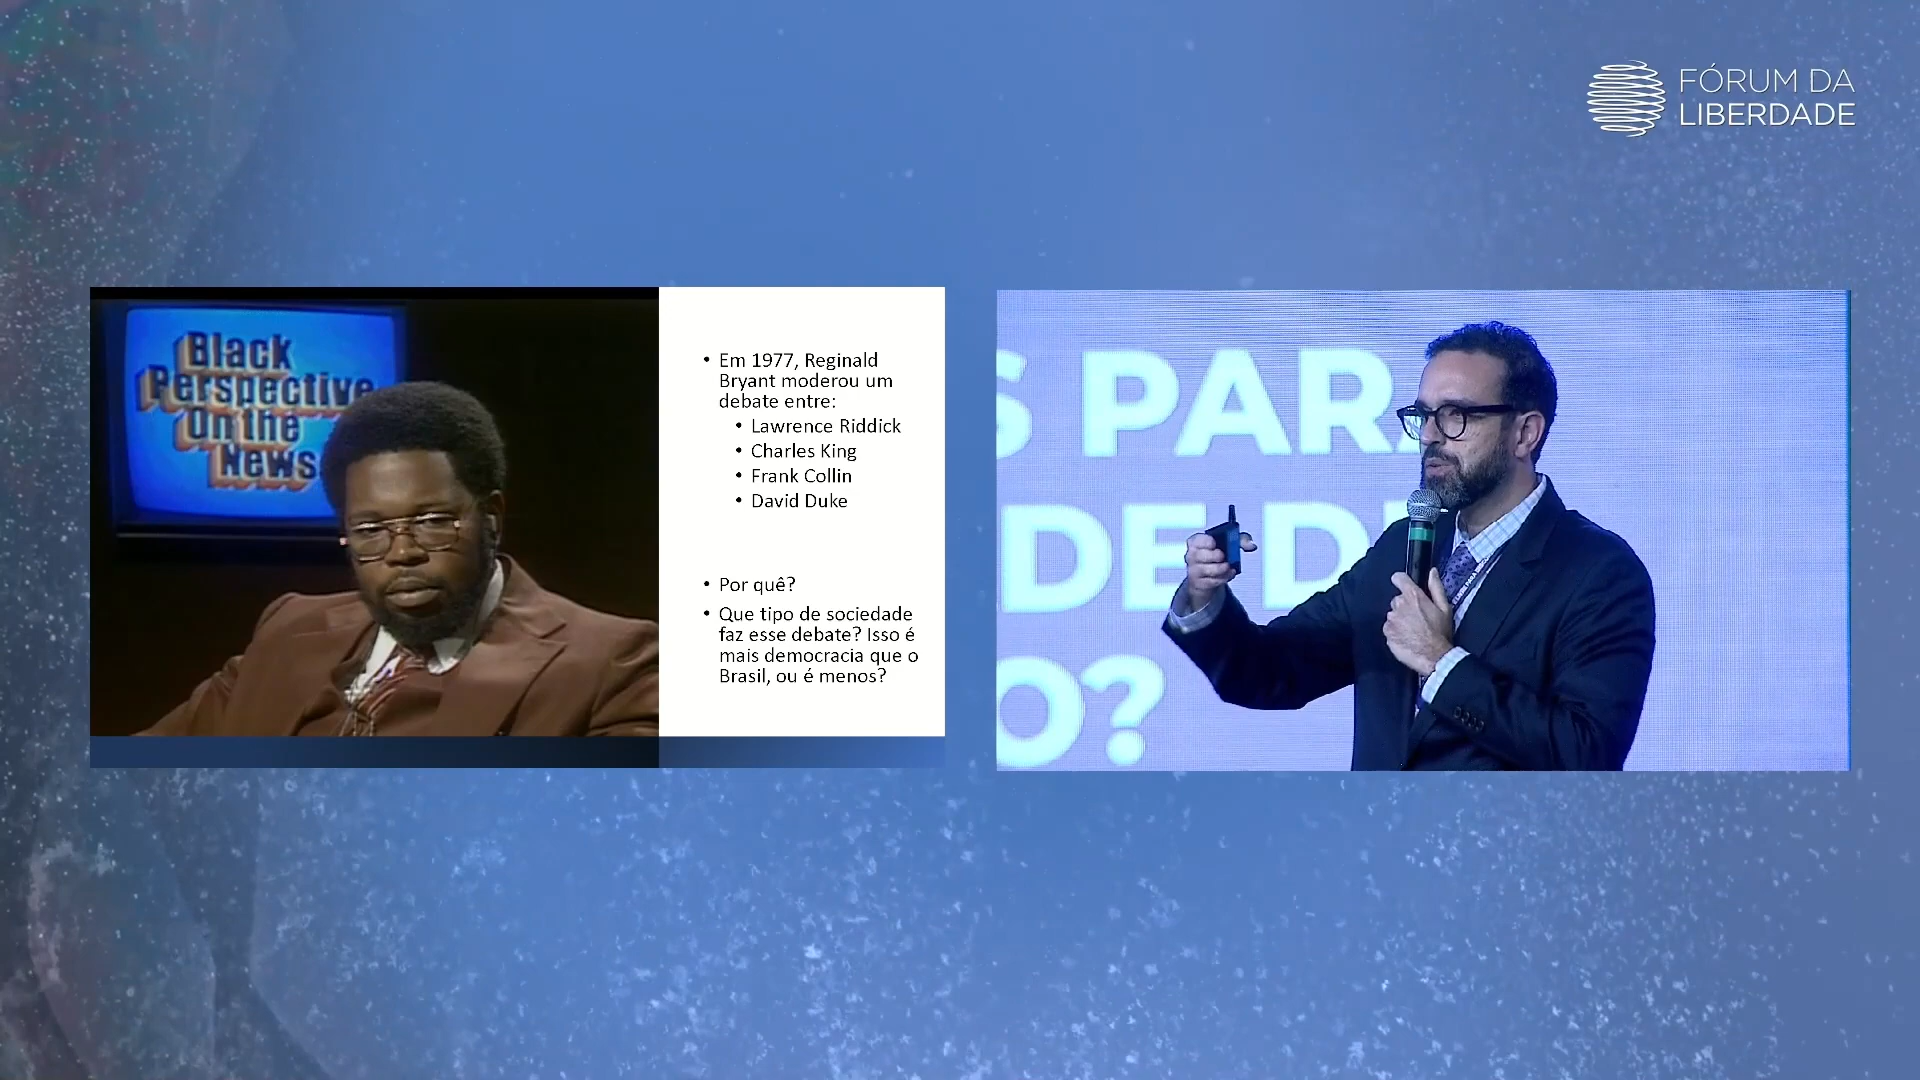 FÓRUM DA
LIBERDADE
Black
Perspective
On the
News
• Em 1977, Reginald
Bryant moderou um
debate entre:
• Lawrence Riddick
• Charles King
• Frank Collin
• David Duke
• Por quê?
• Que tipo de sociedade
faz esse debate? Isso é
mais democracia que o
Brasil, ou é menos?
S PARA
DE D
O?